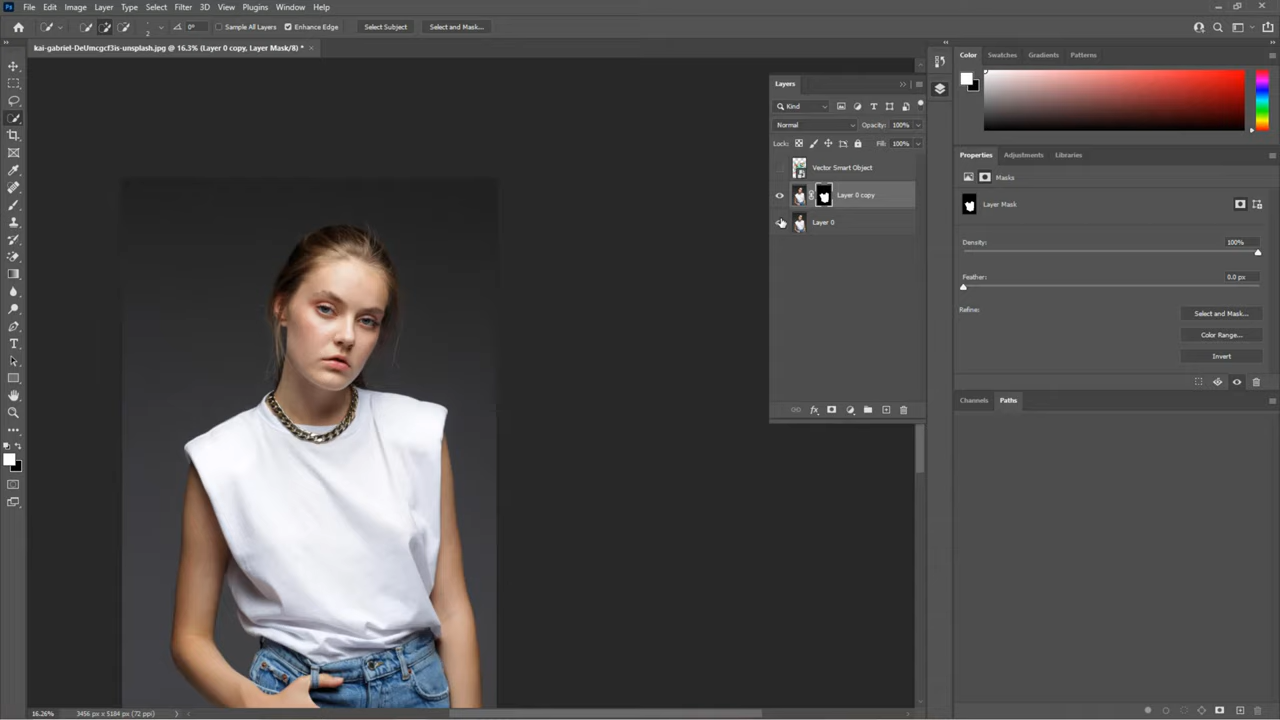 Ps File Edit Image Layer Type Select Filter 3D View Plugins Window Help
2 0° Sample All Layers Enhance Edge Select Subject Select and Mask...
kai-gabriel-DeUmcgcf3is-unsplash.jpg @ 16.3% (Layer 0 copy, Layer Mask/8) *
Layers
Kind
Normal Opacity: 100%
Lock: Fill: 100%
Vector Smart Object
Layer 0 copy
Layer 0
fx
Color Swatches Gradients Patterns
Properties Adjustments Libraries
Masks
Layer Mask
Density: 100%
Feather: 0.0 px
Refine: Select and Mask...
Color Range...
Invert
Channels Paths
16.26% 3456 px x 5184 px (72 ppi)